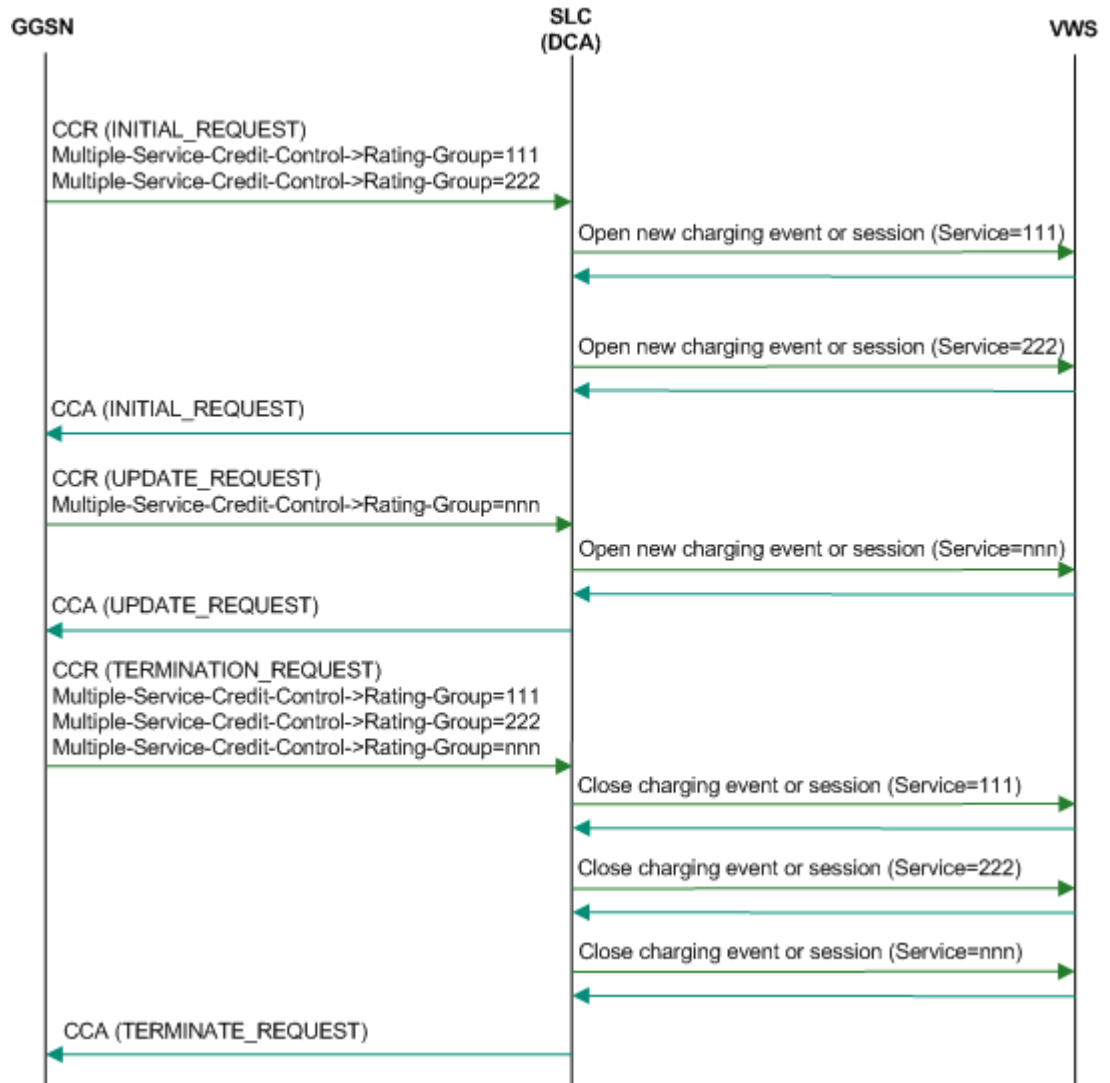 GGSN
SLC
(DCA)
VWS
CCR (INITIAL_REQUEST)
Multiple-Service-Credit-Control->Rating-Group=111
Multiple-Service-Credit-Control->Rating-Group=222
Open new charging event or session (Service=111)
Open new charging event or session (Service=222)
CCA (INITIAL_REQUEST)
CCR (UPDATE_REQUEST)
Multiple-Service-Credit-Control->Rating-Group=nnn
Open new charging event or session (Service=nnn)
CCA (UPDATE_REQUEST)
CCR (TERMINATION_REQUEST)
Multiple-Service-Credit-Control->Rating-Group=111
Multiple-Service-Credit-Control->Rating-Group=222
Multiple-Service-Credit-Control->Rating-Group=nnn
Close charging event or session (Service=111)
Close charging event or session (Service=222)
Close charging event or session (Service=nnn)
CCA (TERMINATE_REQUEST)